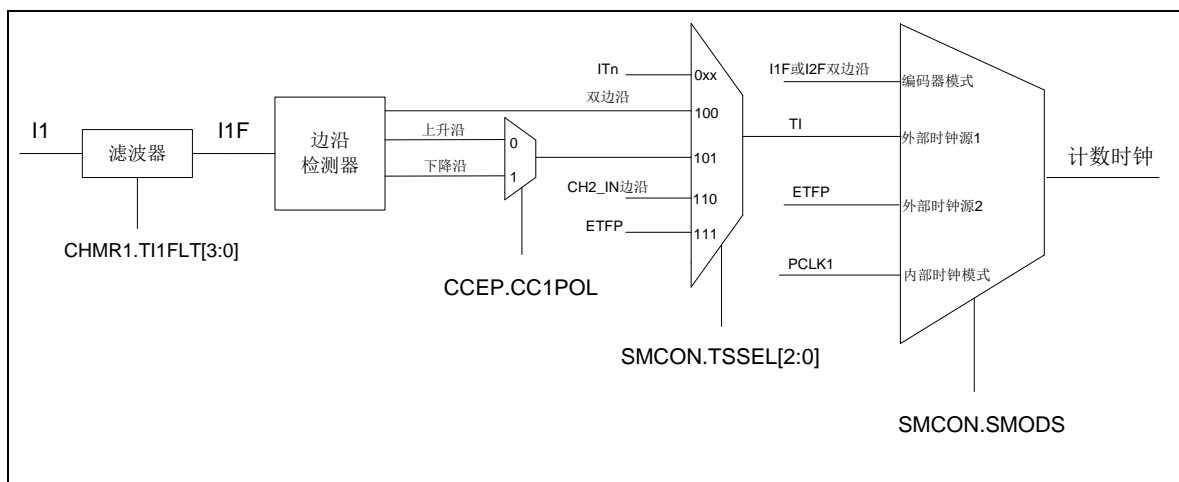 I1
滤波器
CHMR1.TI1FLT[3:0]
I1F
边沿
检测器
双边沿
上升沿
下降沿
0
1
CCEP.CC1POL
ITn
CH2_IN边沿
ETFP
0xx
100
101
110
111
SMCON.TSSEL[2:0]
I1F或I2F双边沿
TI
ETFP
PCLK1
编码器模式
外部时钟源1
外部时钟源2
内部时钟模式
SMCON.SMODS
计数时钟